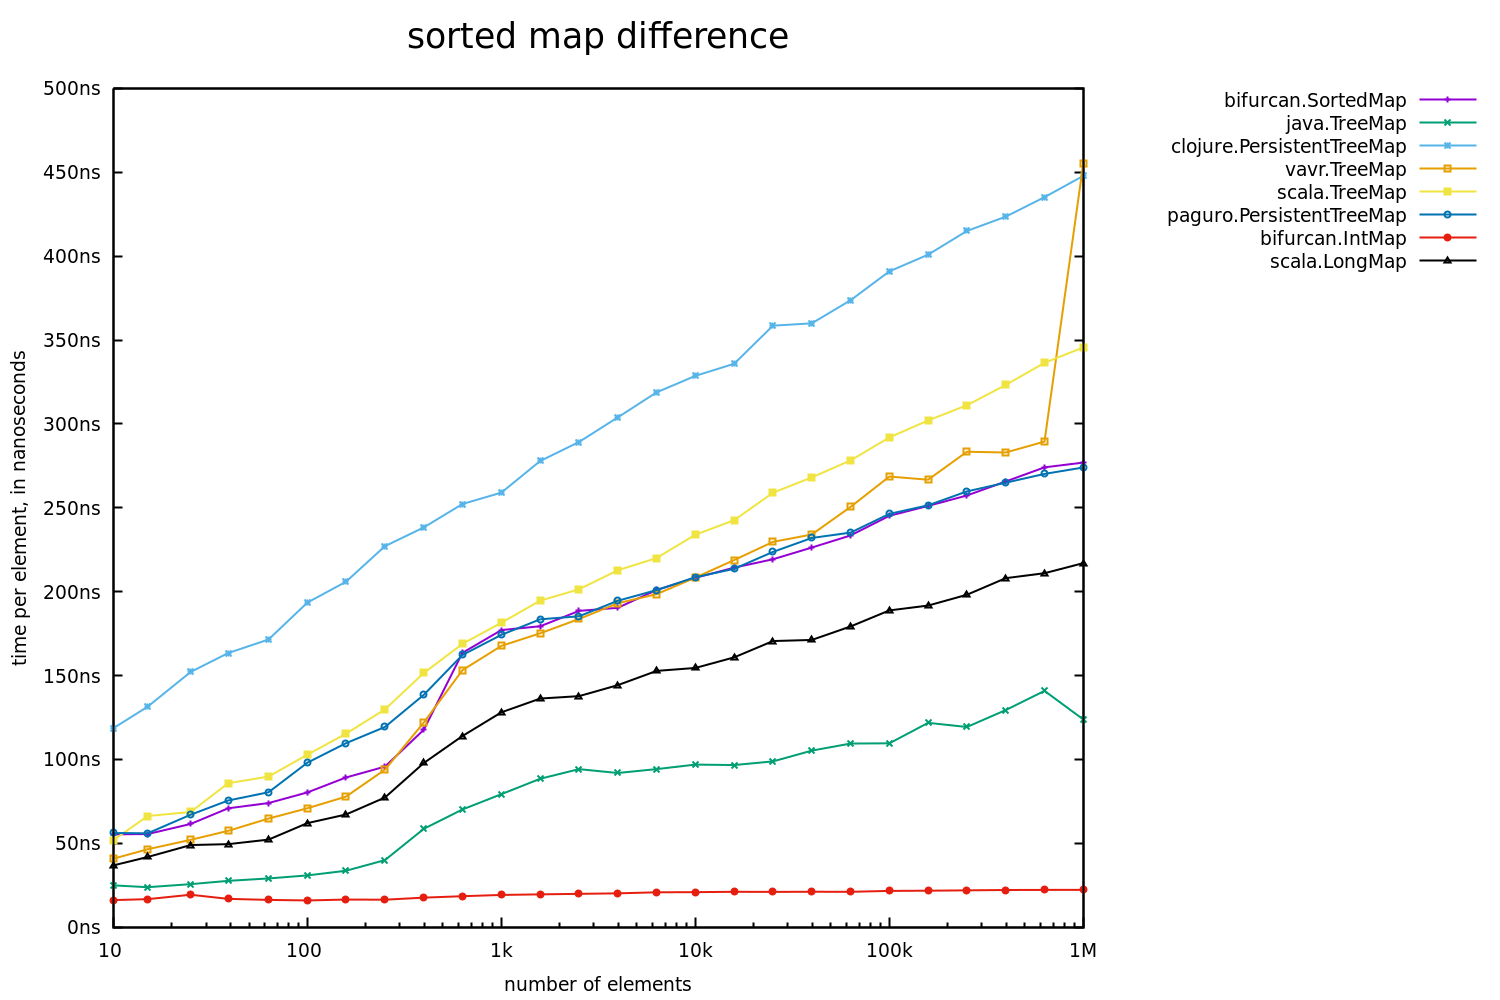 sorted map difference
500ns
450ns
400ns
350ns
300ns
250ns
200ns
150ns
100ns
50ns
0ns
time per element, in nanoseconds
10 100 1k 10k 100k 1M
number of elements
bifurcan.SortedMap
java.TreeMap
clojure.PersistentTreeMap
vavr.TreeMap
scala.TreeMap
paguro.PersistentTreeMap
bifurcan.IntMap
scala.LongMap